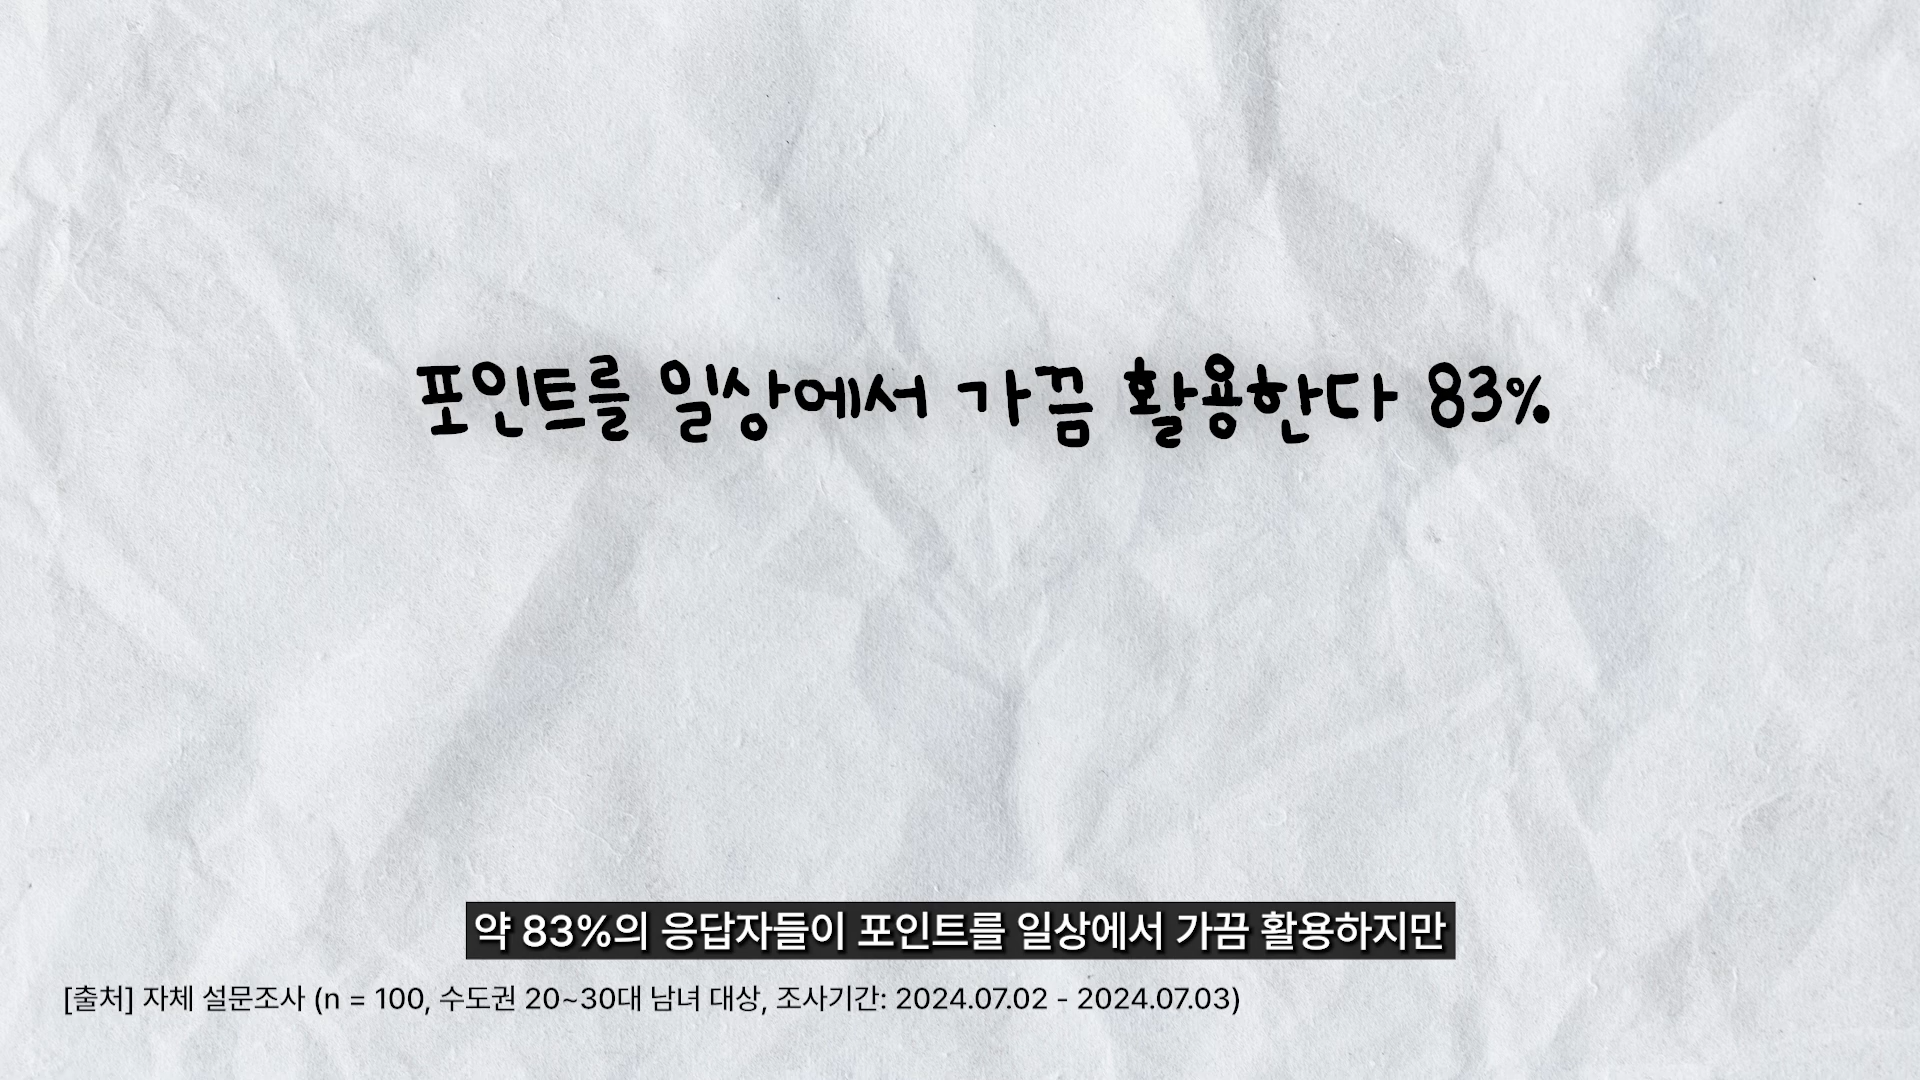 포인트를 일상에서 가끔 활용한다 83%
약 83%의 응답자들이 포인트를 일상에서 가끔 활용하지만
[출처] 자체 설문조사 (n = 100, 수도권 20~30대 남녀 대상, 조사기간: 2024.07.02 - 2024.07.03)